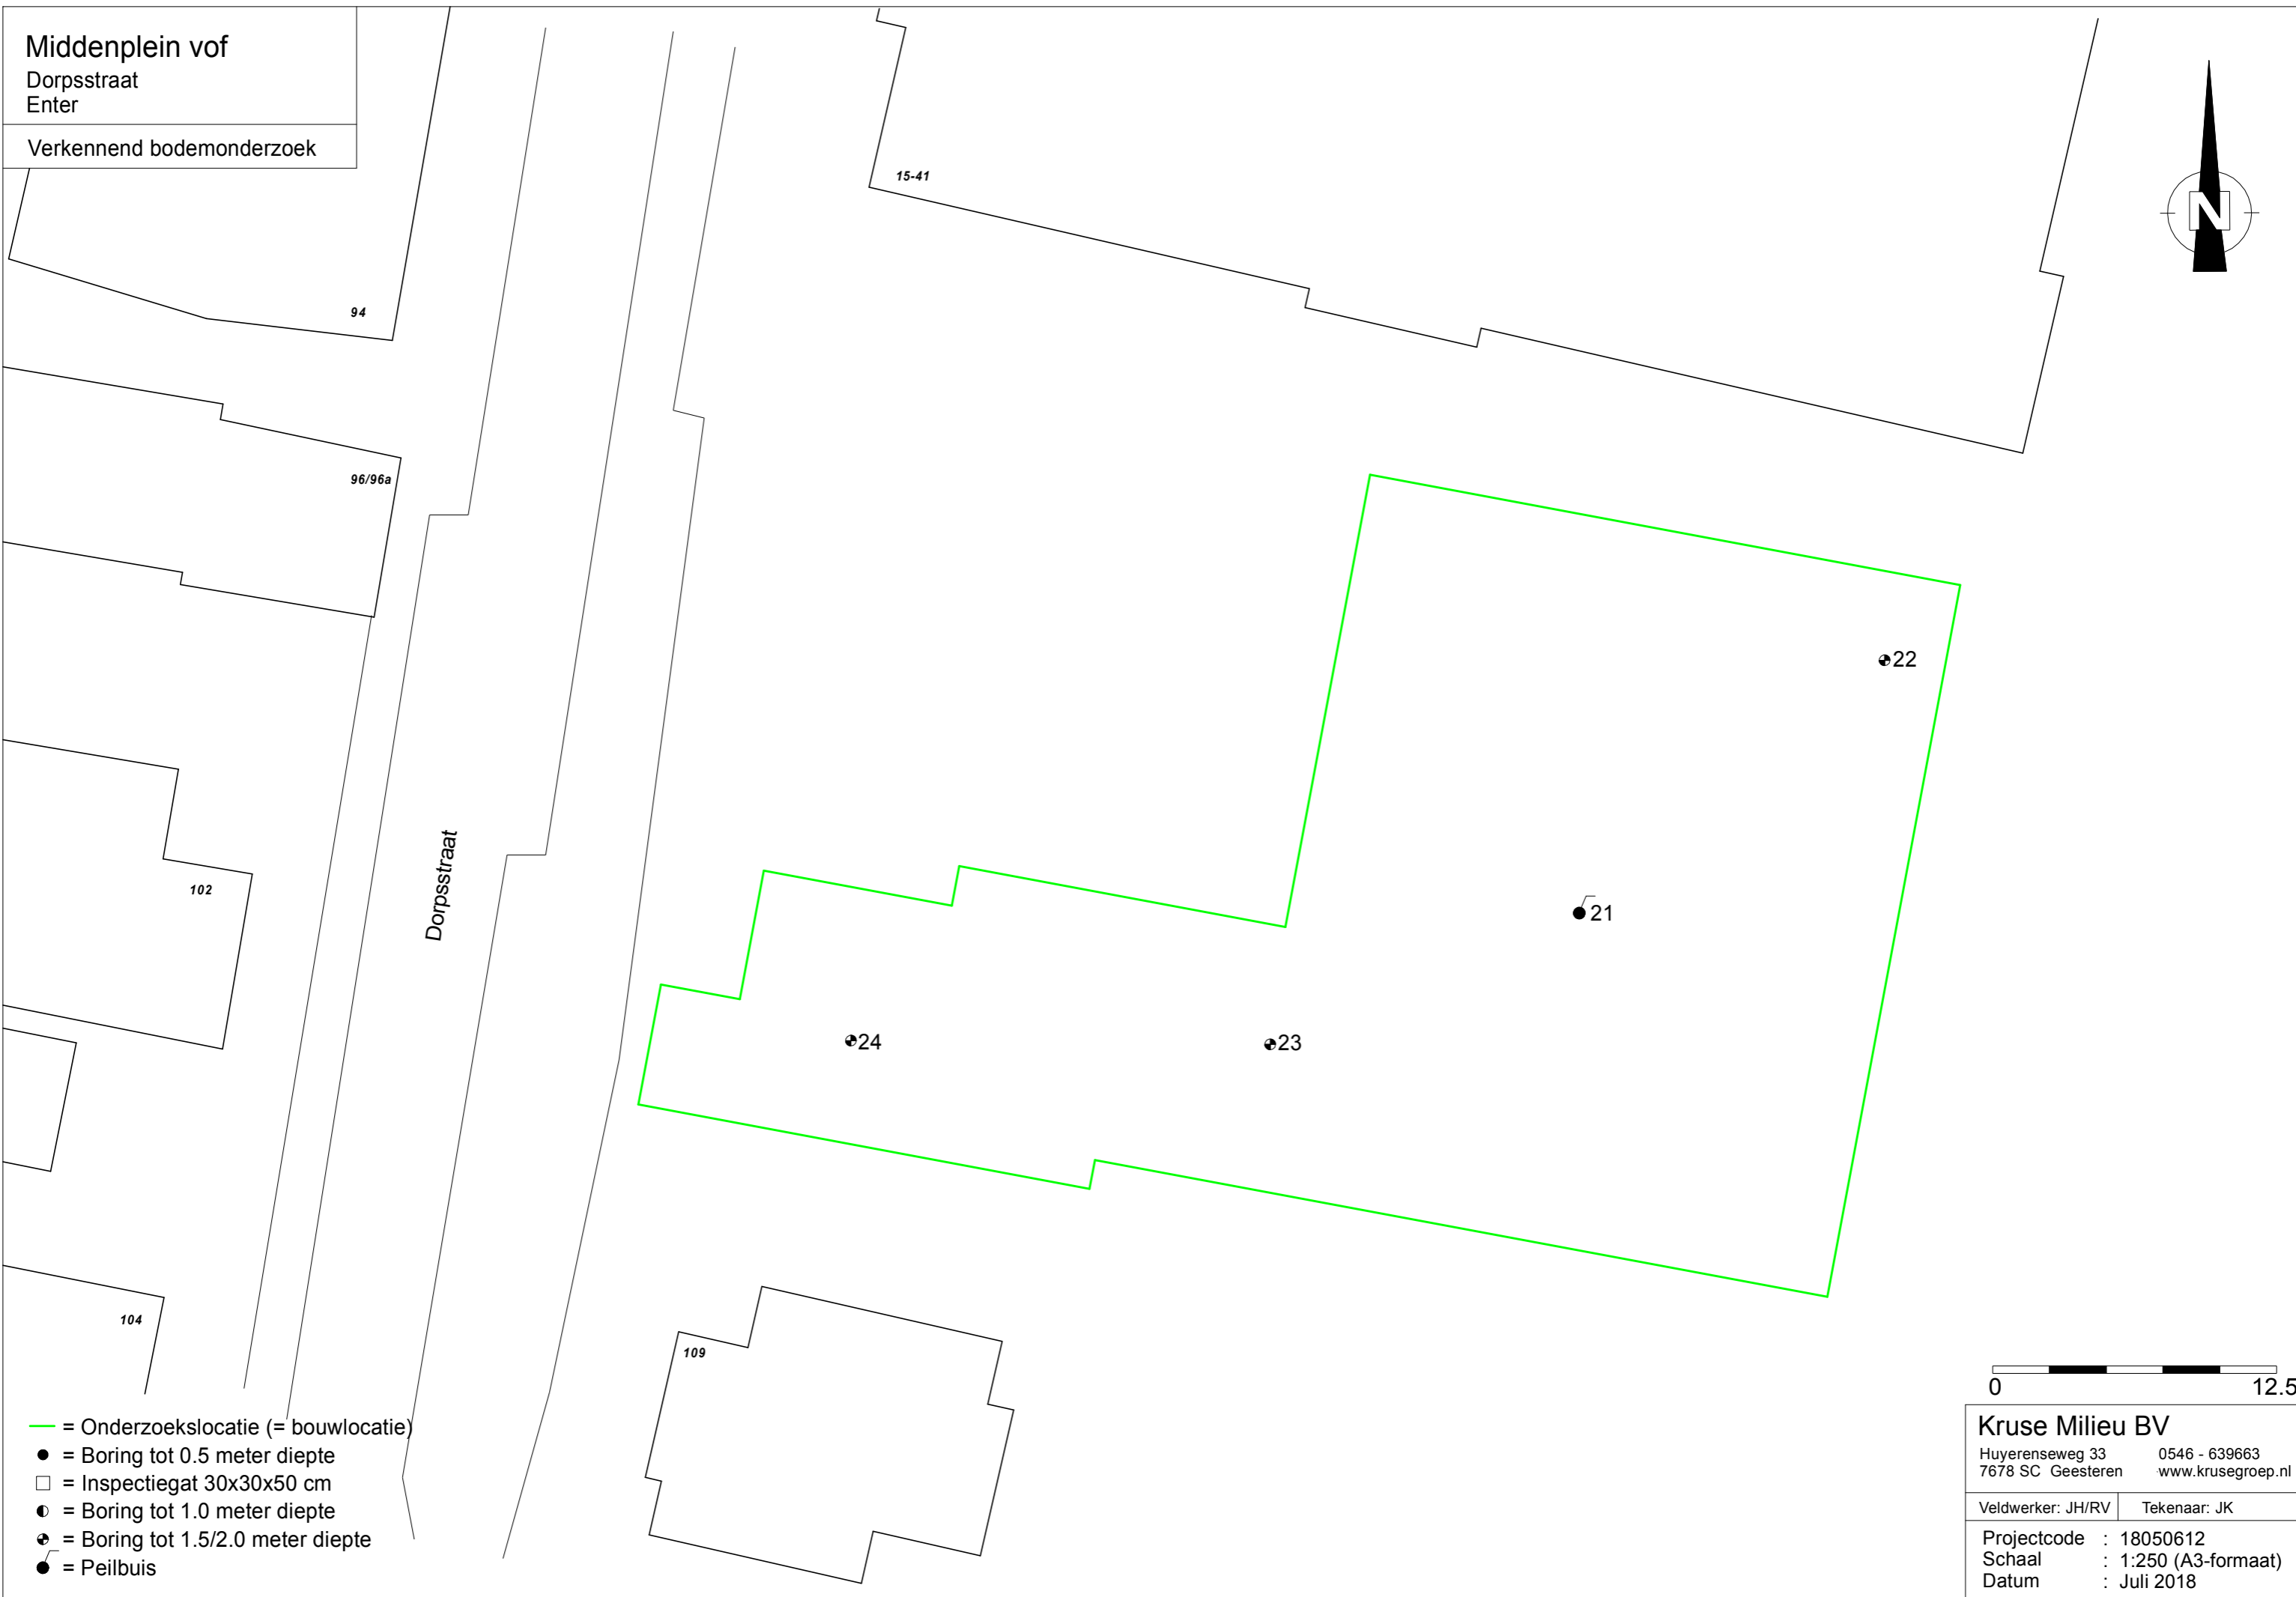 Middenplein vof
Dorpsstraat
Enter
Verkennend bodemonderzoek
15-41
N
94
96/96a
22
102
Dorpsstraat
21
24
23
104
109
0 12.5
= Onderzoekslocatie (= bouwlocatie)
= Boring tot 0.5 meter diepte
= Inspectiegat 30x30x50 cm
= Boring tot 1.0 meter diepte
= Boring tot 1.5/2.0 meter diepte
= Peilbuis
Kruse Milieu BV
Huyerenseweg 33 0546 - 639663
7678 SC Geesteren www.krusegroep.nl
Veldwerker: JH/RV Tekenaar: JK
Projectcode : 18050612
Schaal : 1:250 (A3-formaat)
Datum : Juli 2018